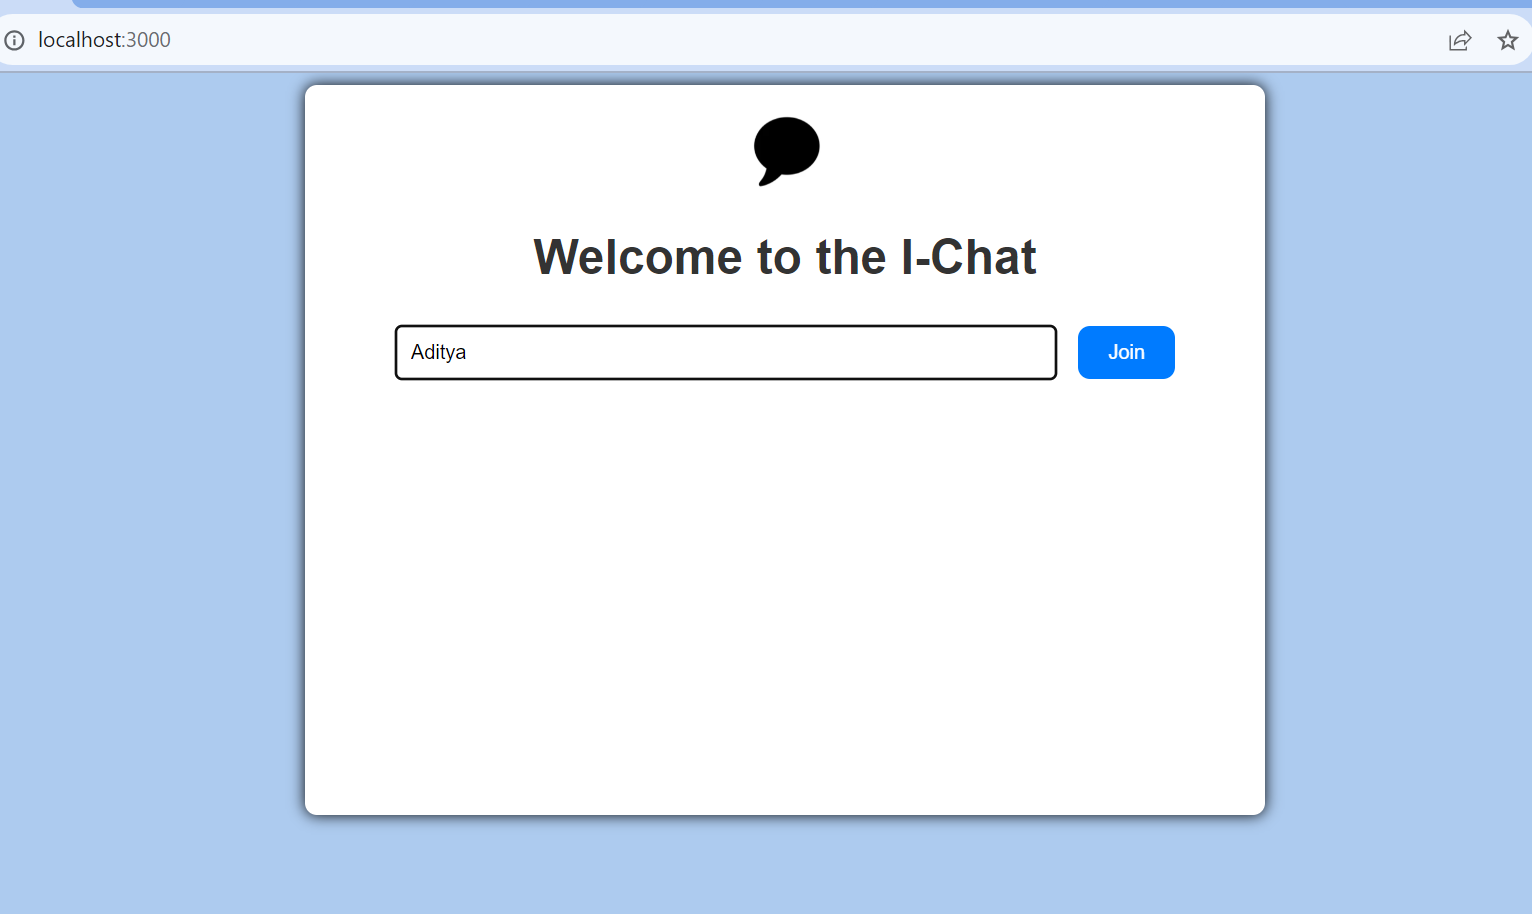 localhost:3000
Welcome to the I-Chat
Aditya
Join